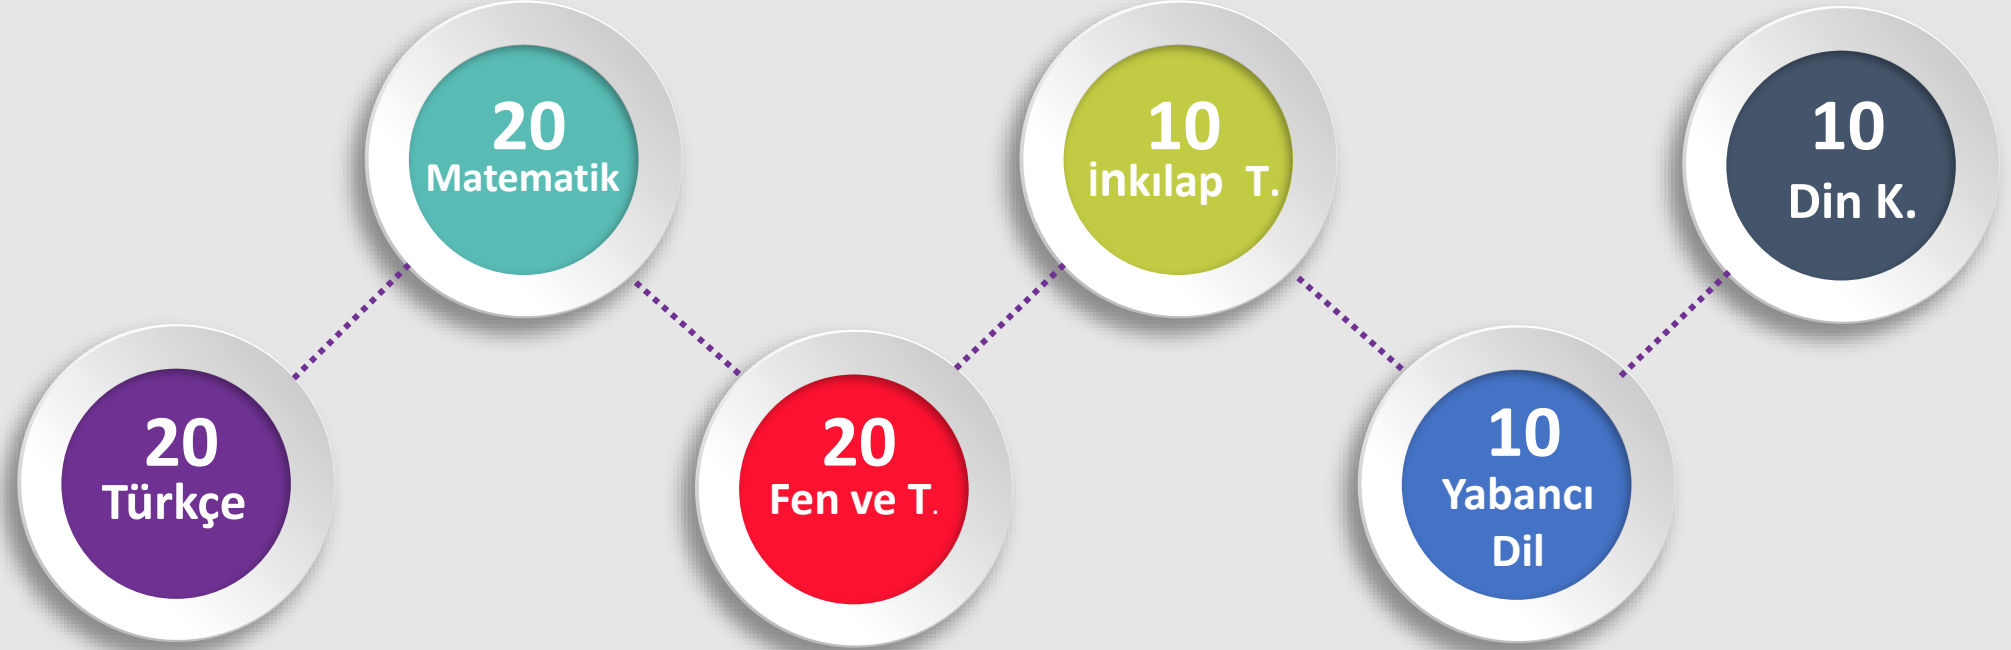 20
Türkçe
20
Matematik
20
Fen ve T.
10
inkılap T.
10
Yabancı
Dil
10
Din K.